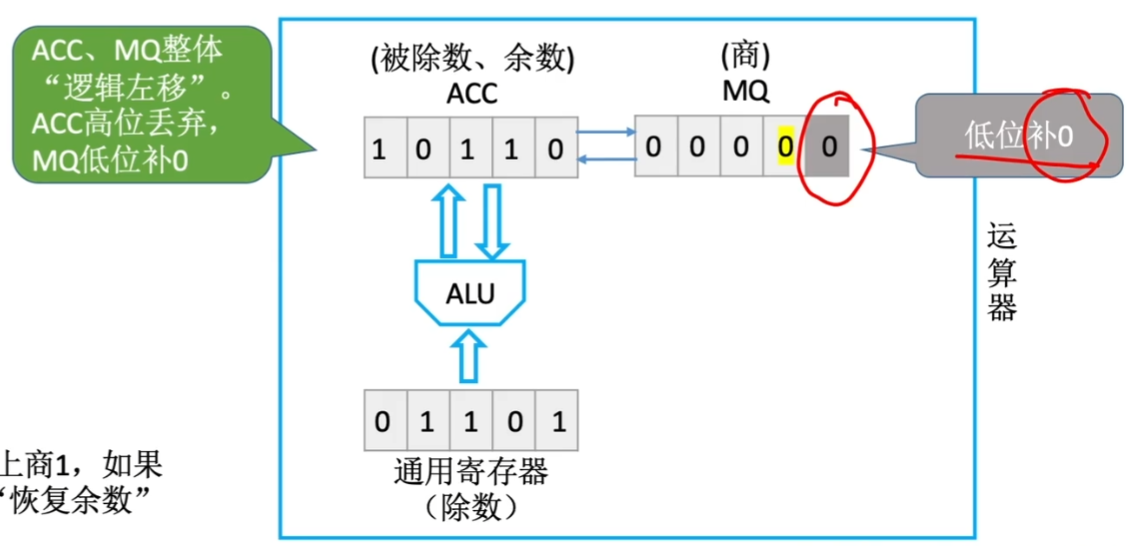 ACC、MQ整体
“逻辑左移”。
ACC高位丢弃，
MQ低位补0
(被除数、余数)
ACC
1 0 1 1 0
(商)
MQ
0 0 0 0 0
低位补0
ALU
运
算
器
0 1 1 0 1
通用寄存器
（除数）
上商1，如果
“恢复余数”